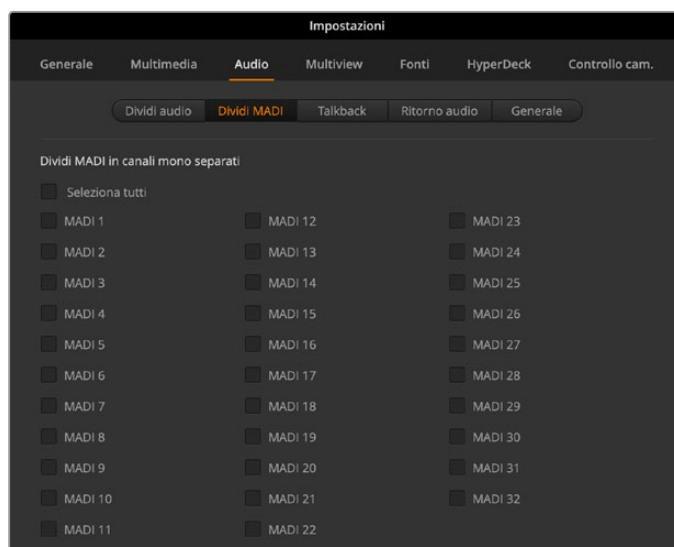 Impostazioni
Generale Multimedia Audio Multiview Fonti HyperDeck Controllo cam.
Dividi audio Dividi MADI Talkback Ritorno audio Generale
Dividi MADI in canali mono separati
Seleziona tutti
MADI 1 MADI 12 MADI 23
MADI 2 MADI 13 MADI 24
MADI 3 MADI 14 MADI 25
MADI 4 MADI 15 MADI 26
MADI 5 MADI 16 MADI 27
MADI 6 MADI 17 MADI 28
MADI 7 MADI 18 MADI 29
MADI 8 MADI 19 MADI 30
MADI 9 MADI 20 MADI 31
MADI 10 MADI 21 MADI 32
MADI 11 MADI 22